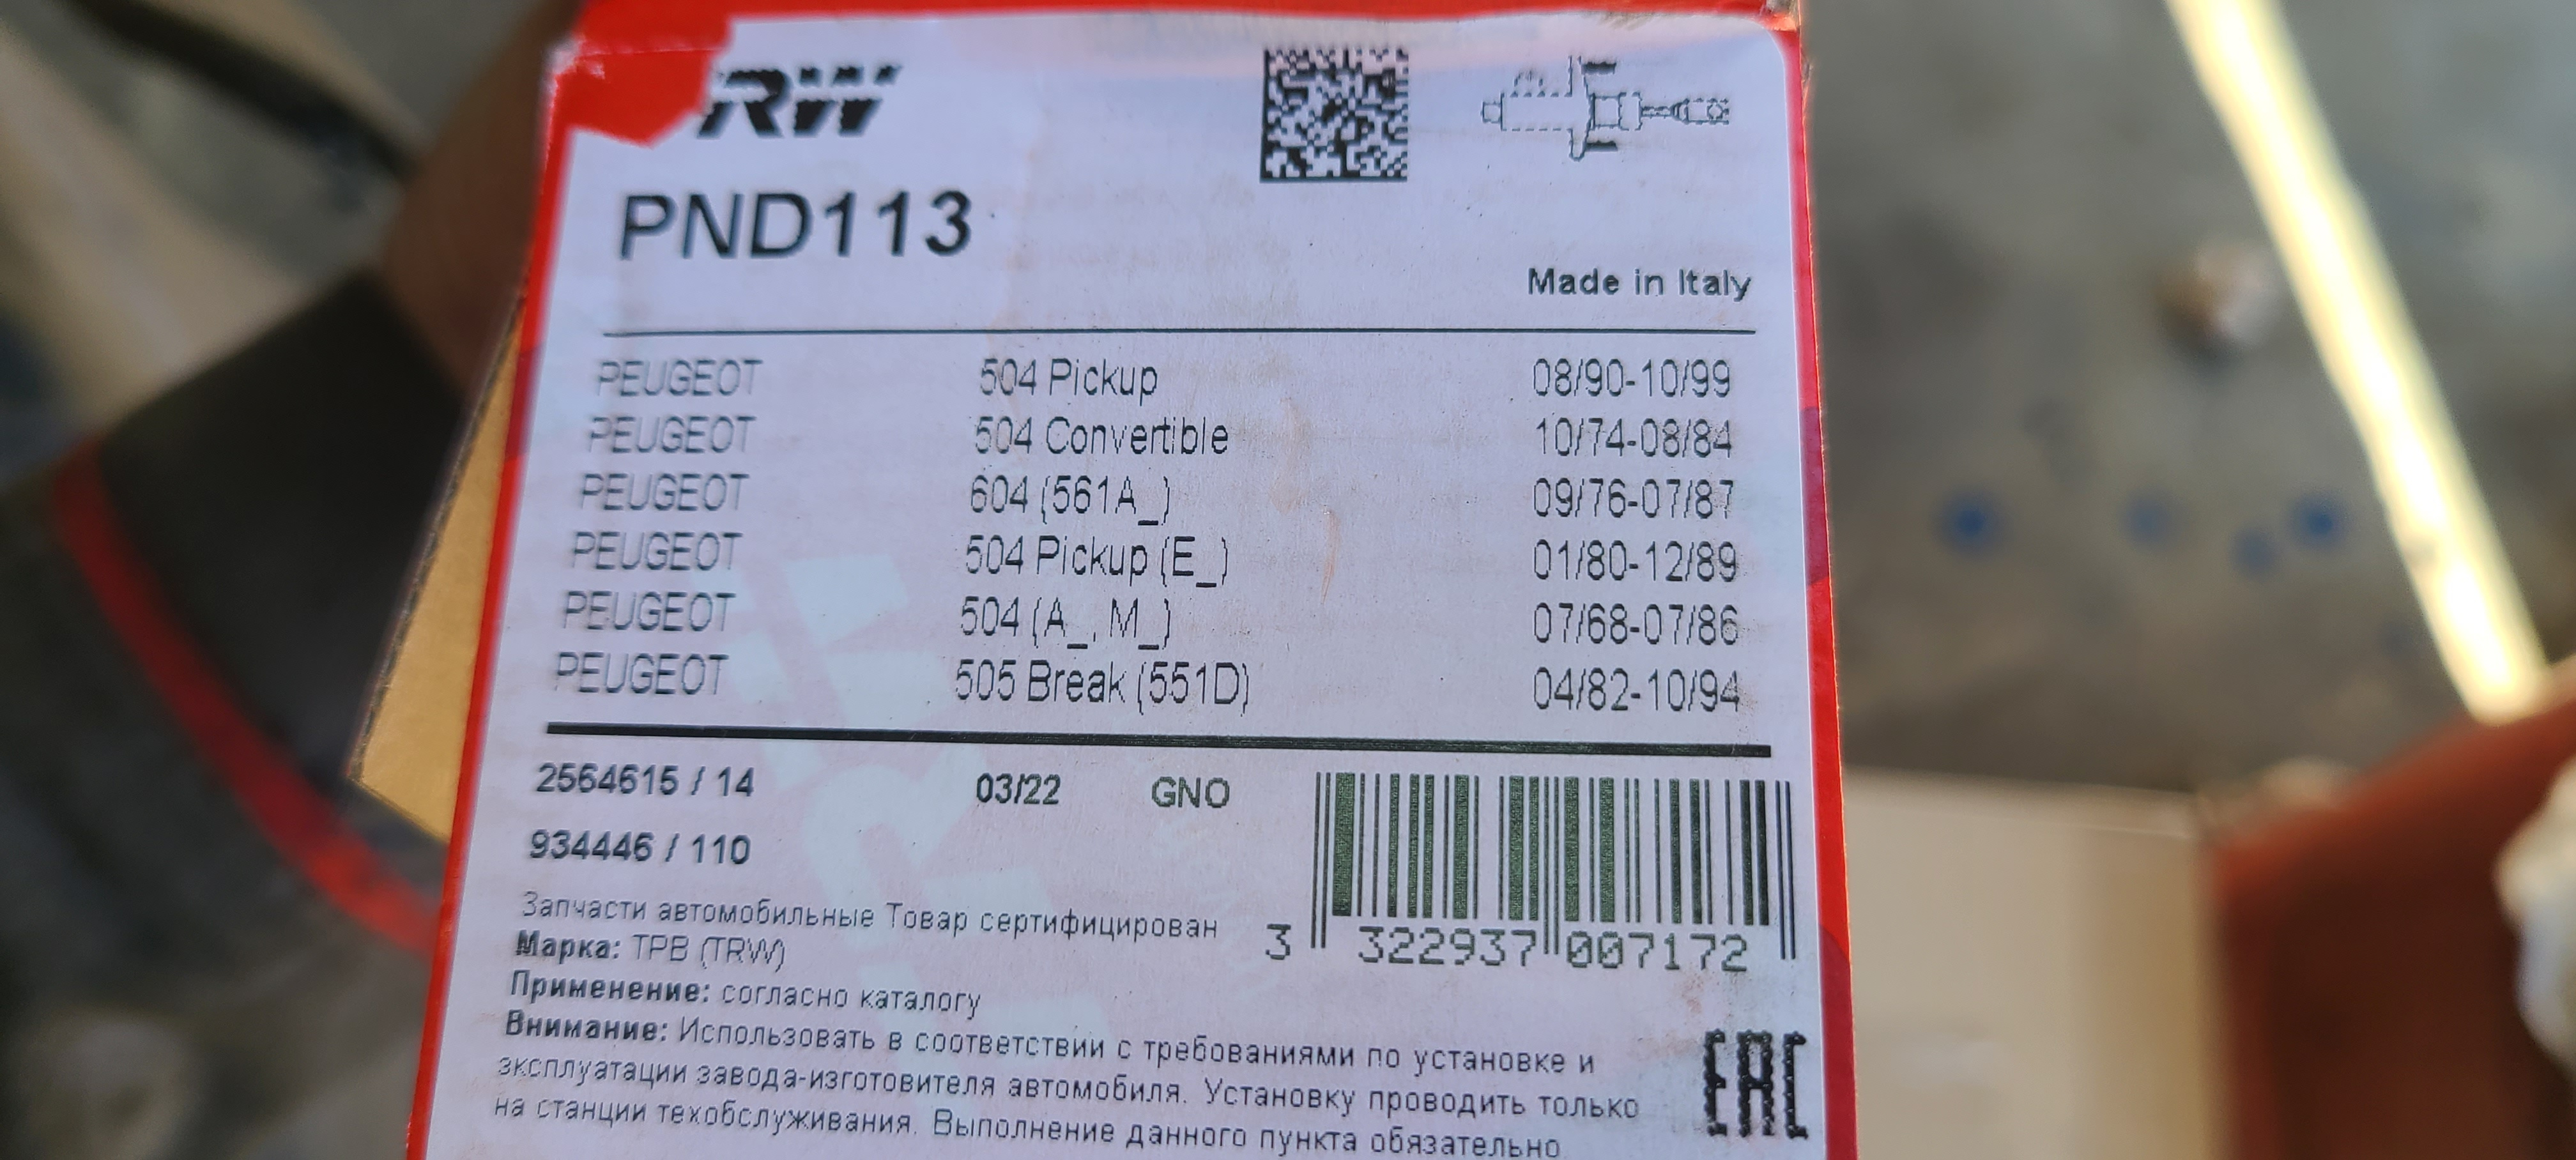 TRW
PND113
Made in Italy
PEUGEOT 504 Pickup 08/90-10/99
PEUGEOT 504 Convertible 10/74-08/84
PEUGEOT 604 (561A_) 09/76-07/87
PEUGEOT 504 Pickup (E_) 01/80-12/89
PEUGEOT 504 (A_, M_) 07/68-07/86
PEUGEOT 505 Break (551D) 04/82-10/94
2564615 / 14 03/22 GNO
934446 / 110
3 322937 007172
Запчасти автомобильные Товар сертифицирован
Марка: ТРВ (TRW)
Применение: согласно каталогу
Внимание: Использовать в соответствии с требованиями по установке и
эксплуатации завода-изготовителя автомобиля. Установку проводить только
на станции техобслуживания. Выполнение данного пункта обязательно
EAC